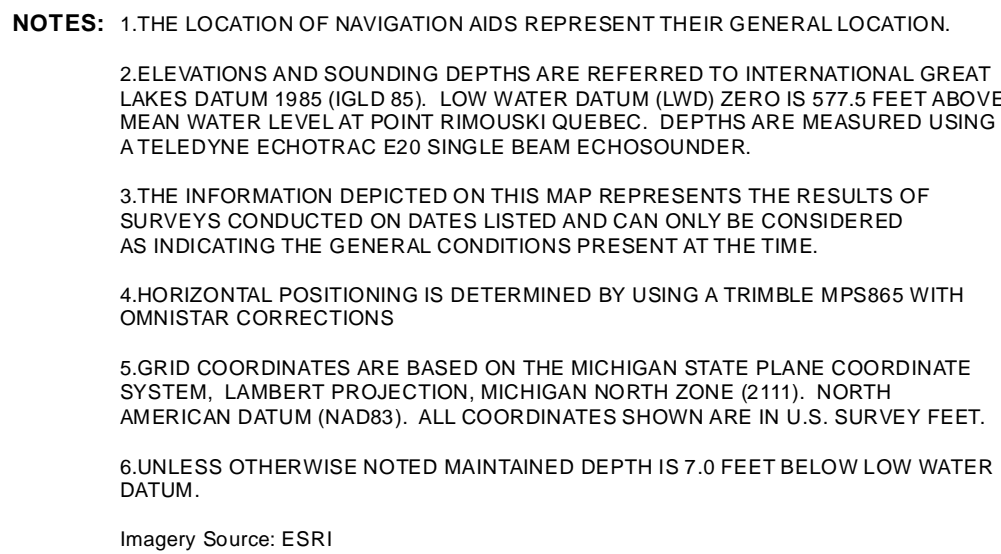 NOTES: 1.THE LOCATION OF NAVIGATION AIDS REPRESENT THEIR GENERAL LOCATION.
2.ELEVATIONS AND SOUNDING DEPTHS ARE REFERRED TO INTERNATIONAL GREAT
LAKES DATUM 1985 (IGLD 85). LOW WATER DATUM (LWD) ZERO IS 577.5 FEET ABOVE
MEAN WATER LEVEL AT POINT RIMOUSKI QUEBEC. DEPTHS ARE MEASURED USING
A TELEDYNE ECHOTRAC E20 SINGLE BEAM ECHOSOUNDER.
3.THE INFORMATION DEPICTED ON THIS MAP REPRESENTS THE RESULTS OF
SURVEYS CONDUCTED ON DATES LISTED AND CAN ONLY BE CONSIDERED
AS INDICATING THE GENERAL CONDITIONS PRESENT AT THE TIME.
4.HORIZONTAL POSITIONING IS DETERMINED BY USING A TRIMBLE MPS865 WITH
OMNISTAR CORRECTIONS
5.GRID COORDINATES ARE BASED ON THE MICHIGAN STATE PLANE COORDINATE
SYSTEM, LAMBERT PROJECTION, MICHIGAN NORTH ZONE (2111). NORTH
AMERICAN DATUM (NAD83). ALL COORDINATES SHOWN ARE IN U.S. SURVEY FEET.
6.UNLESS OTHERWISE NOTED MAINTAINED DEPTH IS 7.0 FEET BELOW LOW WATER
DATUM.
Imagery Source: ESRI